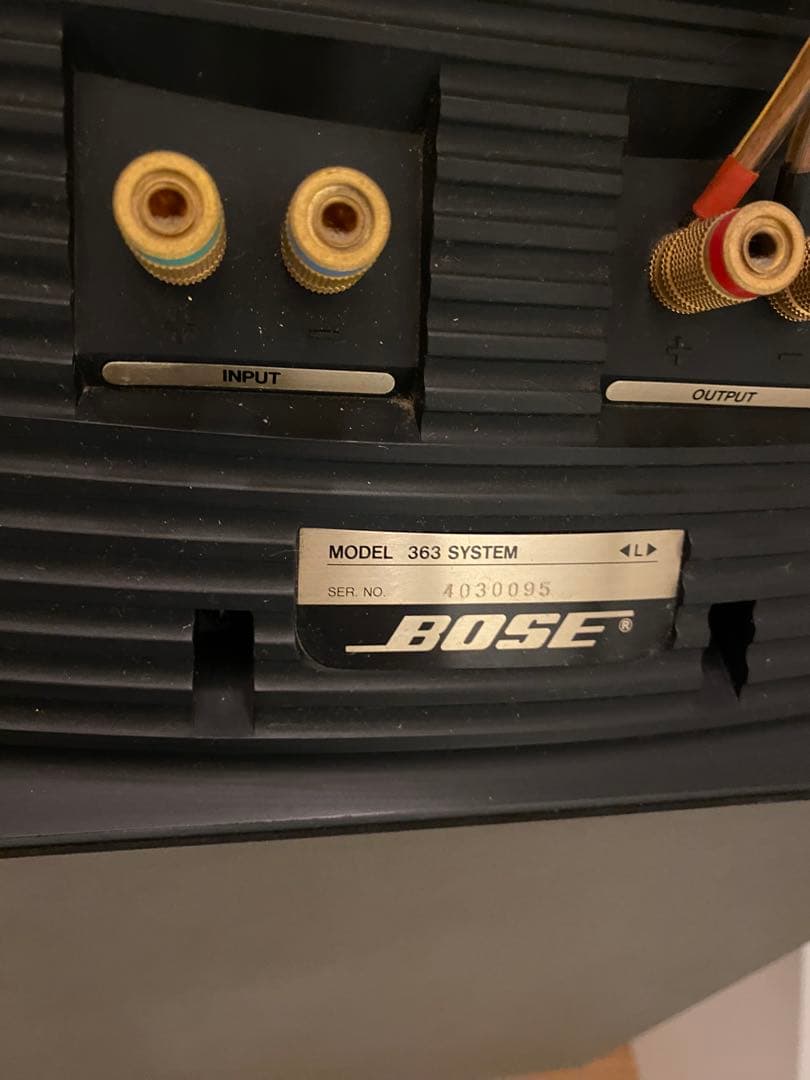 + −
INPUT
+ −
OUTPUT
MODEL 363 SYSTEM ◀L▶
SER. NO. 4030095
BOSE®